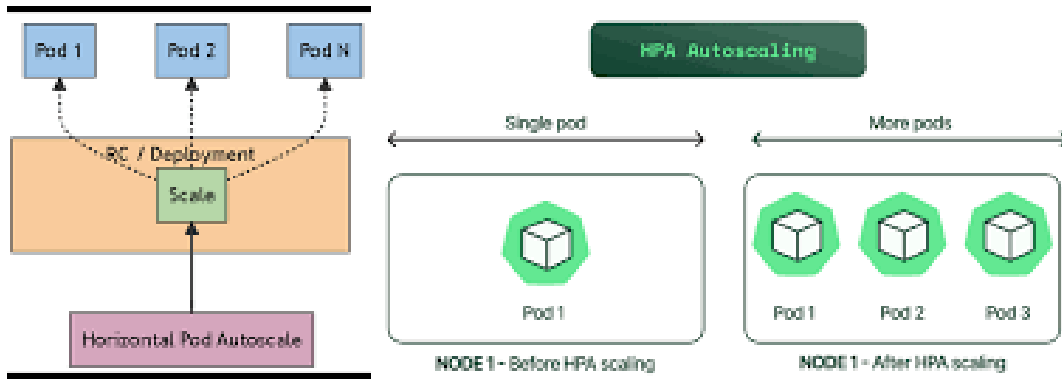 Pod 1
Pod 2
Pod N
RC / Deployment
Scale
Horizontal Pod Autoscale
HPA Autoscaling
Single pod
More pods
Pod 1
Pod 1
Pod 2
Pod 3
NODE 1 - Before HPA scaling
NODE 1 - After HPA scaling